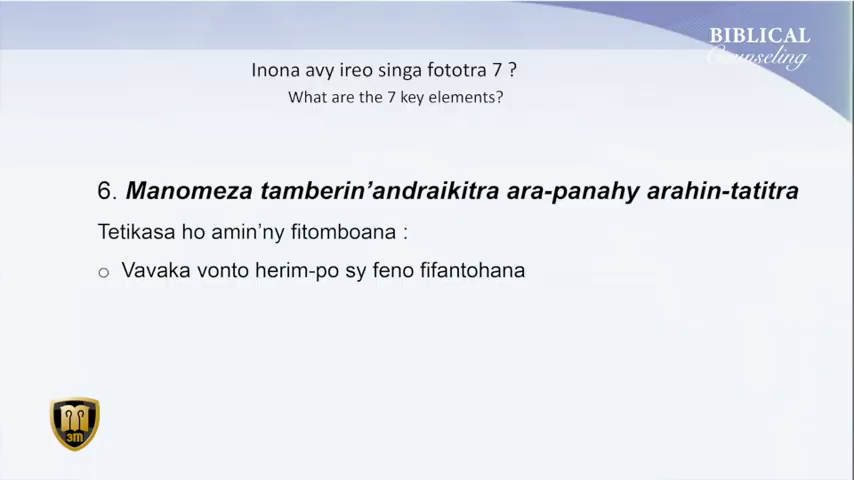 BIBLICAL
Counseling
Inona avy ireo singa fototra 7 ?
What are the 7 key elements?
6. Manomeza tamberin’andraikitra ara-panahy arahin-tatitra
Tetikasa ho amin’ny fitomboana :
o Vavaka vonto herim-po sy feno fifantohana
3m